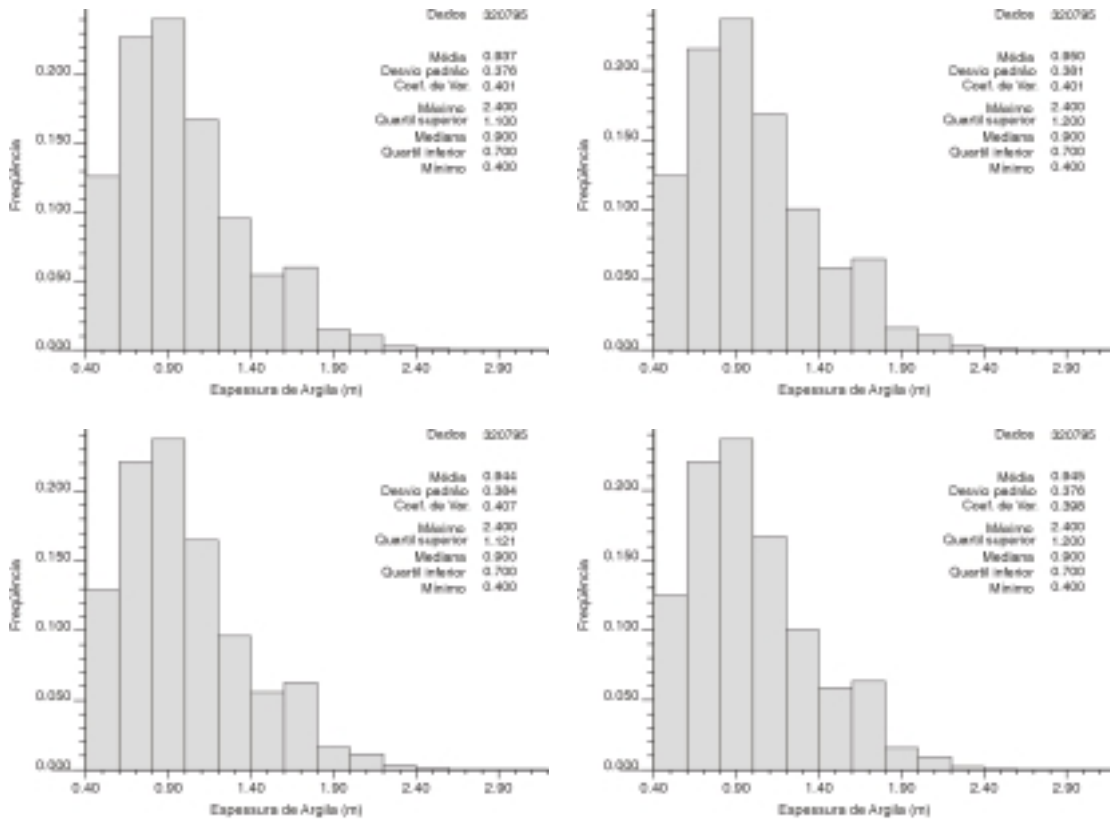 Dados 320795
Média 0.937
Desvio padrão 0.376
Coef. de Var. 0.401
Máximo 2.400
Quartil superior 1.100
Mediana 0.900
Quartil inferior 0.700
Mínimo 0.400
Freqüência
0.200
0.150
0.100
0.050
0.000
0.40 0.90 1.40 1.90 2.40 2.90
Espessura de Argila (m)
Dados 320795
Média 0.950
Desvio padrão 0.381
Coef. de Var. 0.401
Máximo 2.400
Quartil superior 1.200
Mediana 0.900
Quartil inferior 0.700
Mínimo 0.400
Freqüência
0.200
0.150
0.100
0.050
0.000
0.40 0.90 1.40 1.90 2.40 2.90
Espessura de Argila (m)
Dados 320795
Média 0.944
Desvio padrão 0.384
Coef. de Var. 0.407
Máximo 2.400
Quartil superior 1.121
Mediana 0.900
Quartil inferior 0.700
Mínimo 0.400
Freqüência
0.200
0.150
0.100
0.050
0.000
0.40 0.90 1.40 1.90 2.40 2.90
Espessura de Argila (m)
Dados 320795
Média 0.945
Desvio padrão 0.376
Coef. de Var. 0.398
Máximo 2.400
Quartil superior 1.200
Mediana 0.900
Quartil inferior 0.700
Mínimo 0.400
Freqüência
0.200
0.150
0.100
0.050
0.000
0.40 0.90 1.40 1.90 2.40 2.90
Espessura de Argila (m)